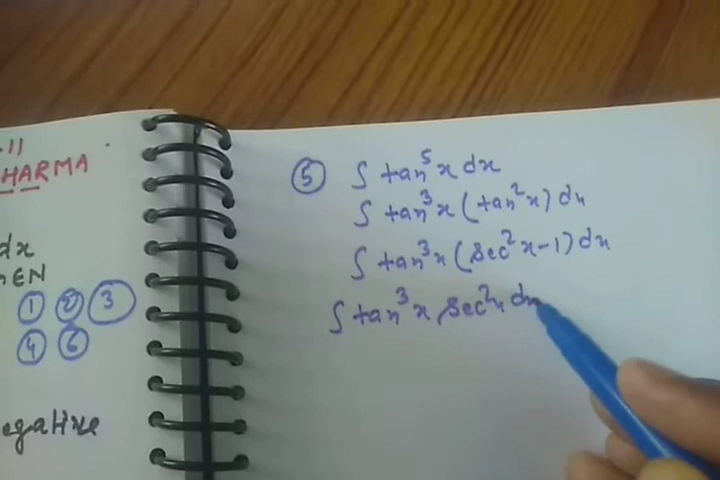 -11
HARMA
dx
EN
① ② ③
④ ⑥
egative
⑤ ∫ tan⁵x dx
∫ tan³x (tan²x) dx
∫ tan³x (sec²x-1) dx
∫ tan³x sec²x dx